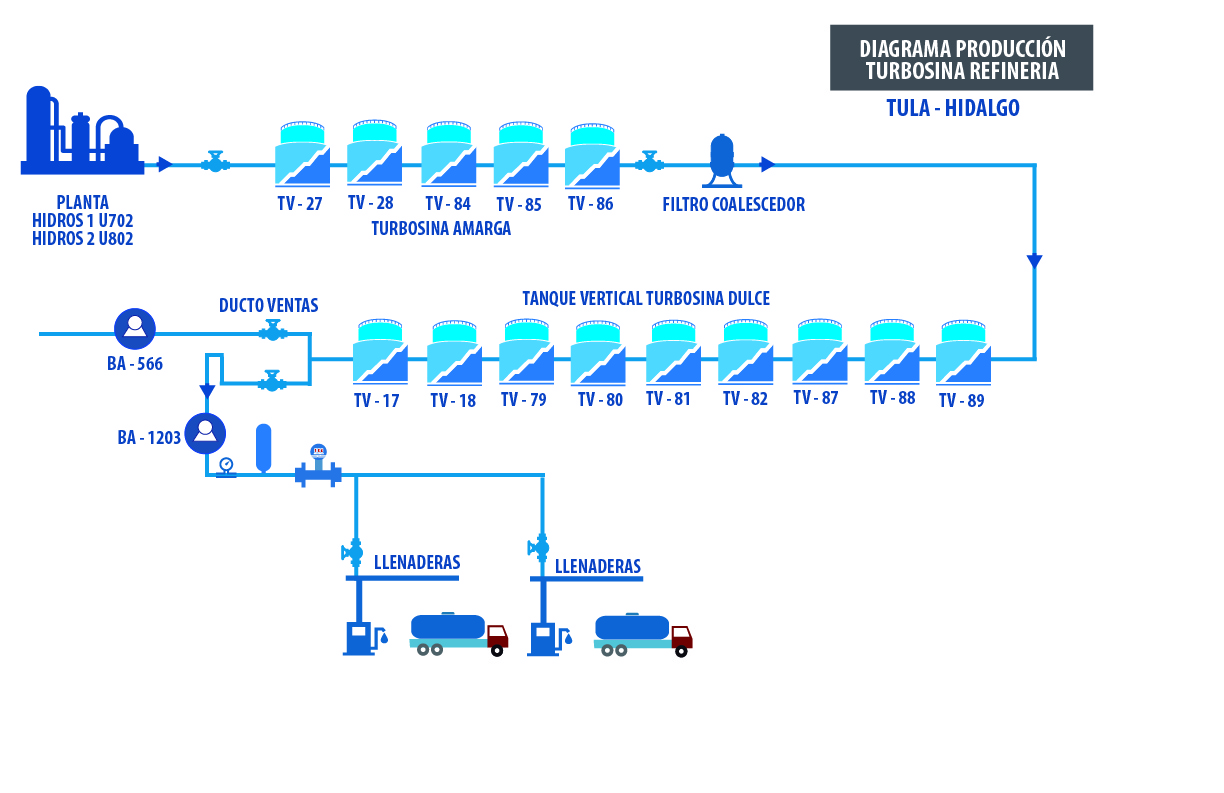 DIAGRAMA PRODUCCIÓN
TURBOSINA REFINERIA
TULA - HIDALGO
PLANTA
HIDROS 1 U702
HIDROS 2 U802
TV - 27
TV - 28
TV - 84
TV - 85
TV - 86
FILTRO COALESCEDOR
TURBOSINA AMARGA
DUCTO VENTAS
TANQUE VERTICAL TURBOSINA DULCE
BA - 566
TV - 17
TV - 18
TV - 79
TV - 80
TV - 81
TV - 82
TV - 87
TV - 88
TV - 89
BA - 1203
LLENADERAS
LLENADERAS